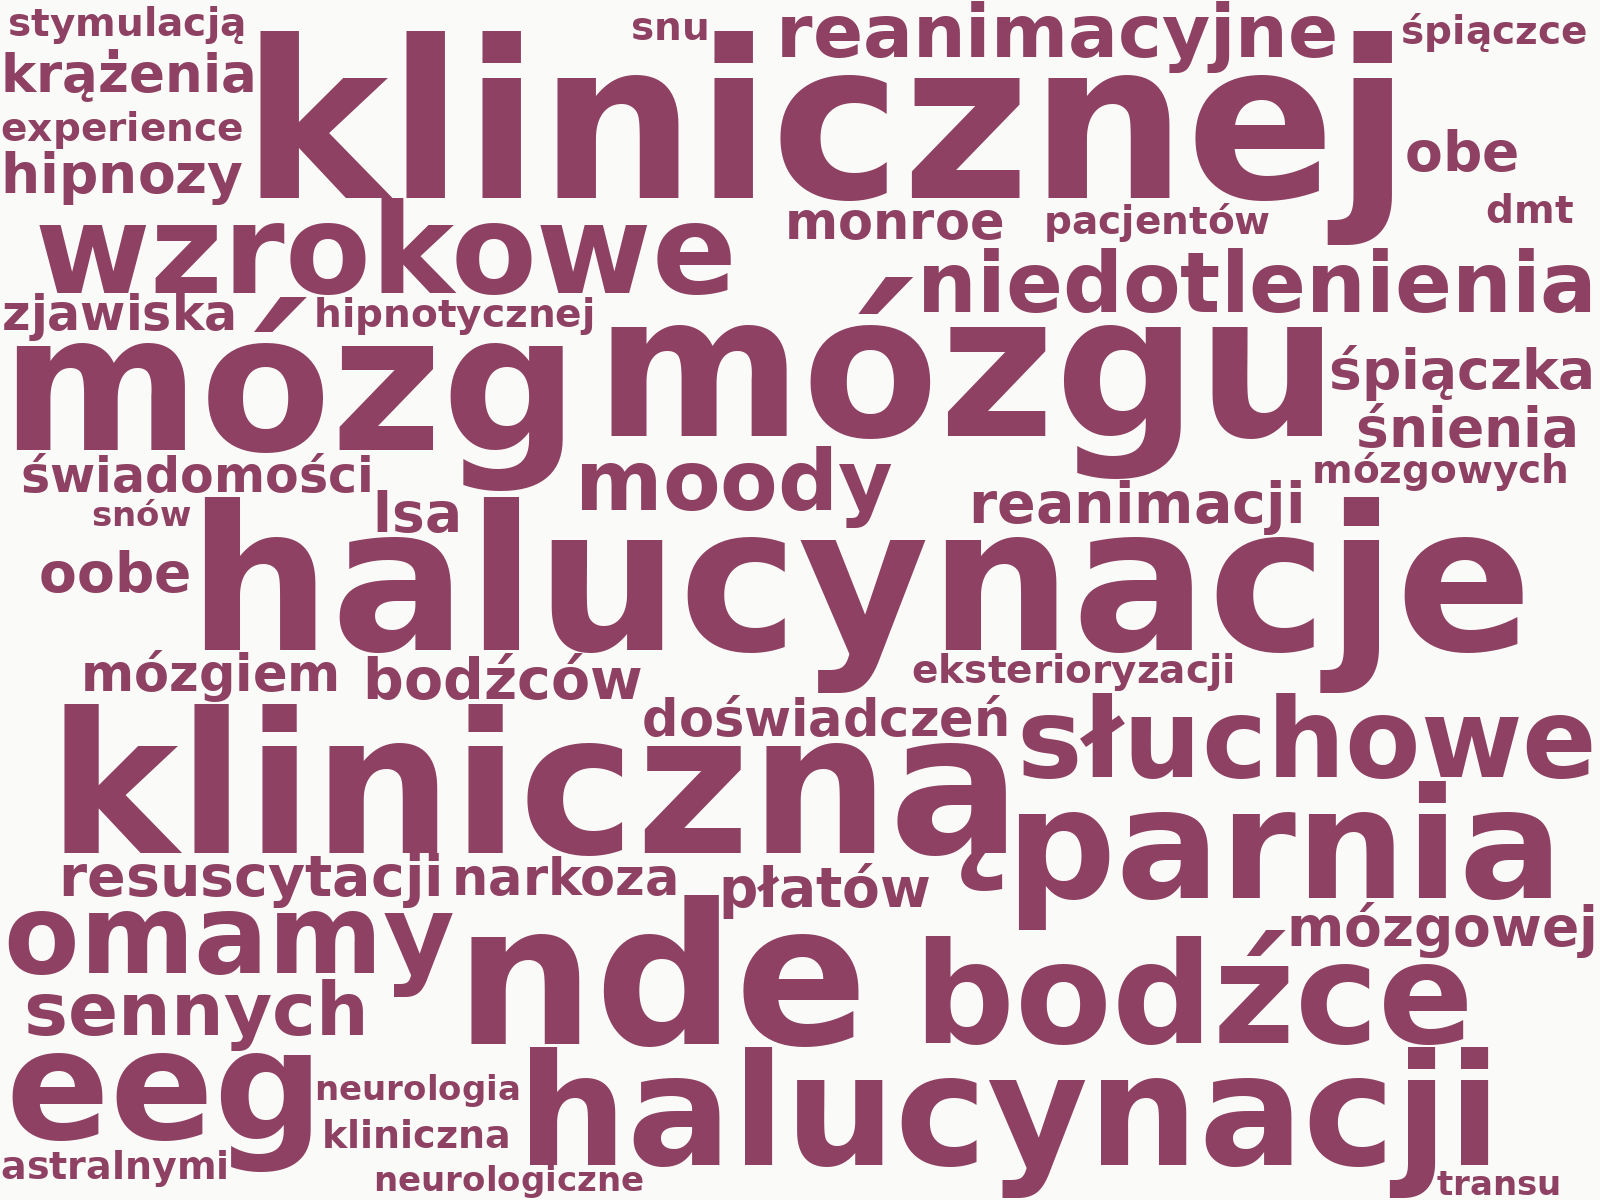 stymulacją
snu
reanimacyjne
śpiączce
krążenia
klinicznej
experience
obe
hipnozy
dmt
wzrokowe
monroe
pacjentów
niedotlenienia
zjawiska
hipnotycznej
mózg
mózgu
śpiączka
śnienia
świadomości
moody
mózgowych
snów
lsa
reanimacji
oobe
halucynacje
mózgiem
bodźców
eksterioryzacji
doświadczeń
słuchowe
kliniczną
parnia
resuscytacji
narkoza
płatów
omamy
nde
mózgowej
bodźce
sennych
eeg
neurologia
halucynacji
kliniczna
astralnymi
neurologiczne
transu